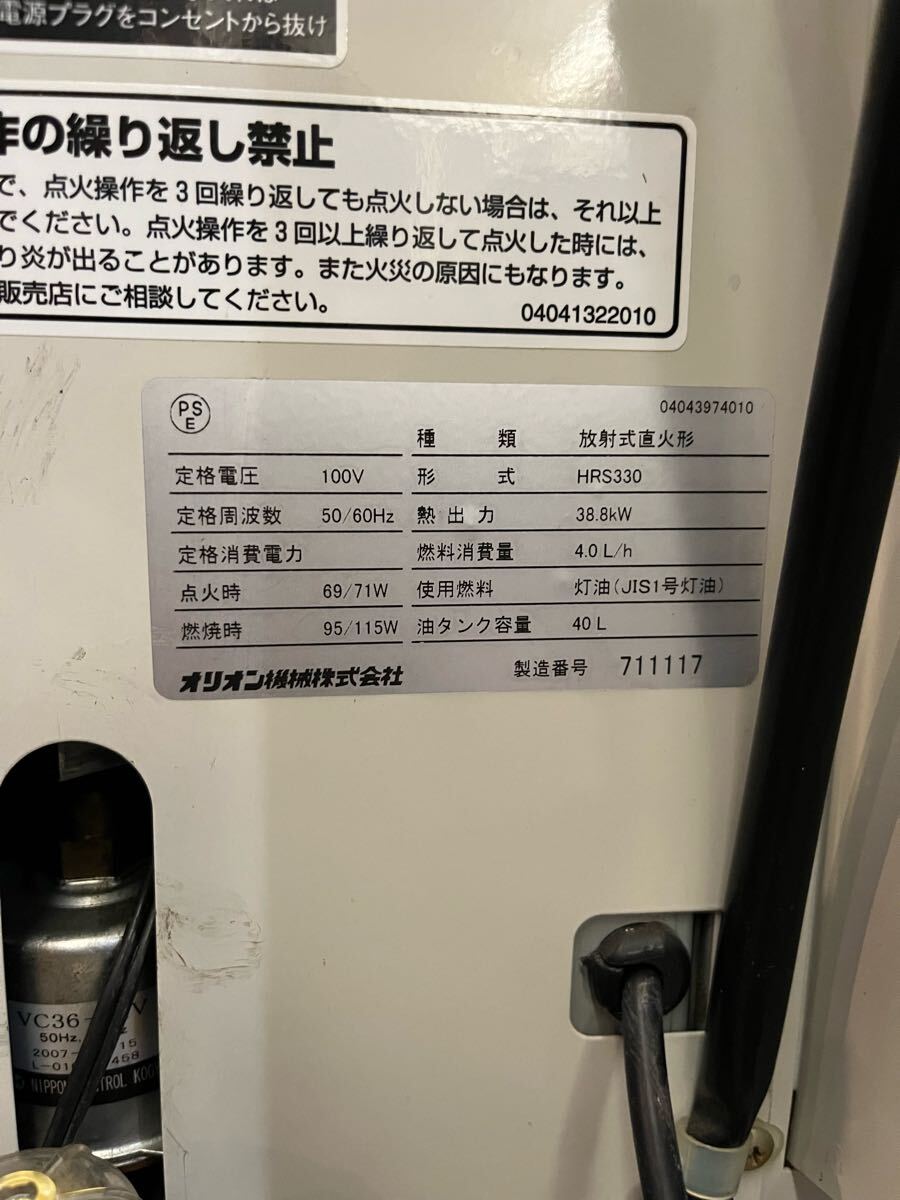 電源プラグをコンセントから抜け
作の繰り返し禁止
で、点火操作を3回繰り返しても点火しない場合は、それ以上
でください。点火操作を3回以上繰り返して点火した時には、
り炎が出ることがあります。また火災の原因にもなります。
販売店にご相談してください。
04041322010
PS
E
04043974010
種類 放射式直火形
定格電圧 100V 形式 HRS330
定格周波数 50/60Hz 熱出力 38.8kW
定格消費電力 燃料消費量 4.0 L/h
点火時 69/71W 使用燃料 灯油(JIS1号灯油)
燃焼時 95/115W 油タンク容量 40 L
オリオン機械株式会社 製造番号 711117
VC36-
50Hz,
2007-
L-01
458
NIPPON
TROL